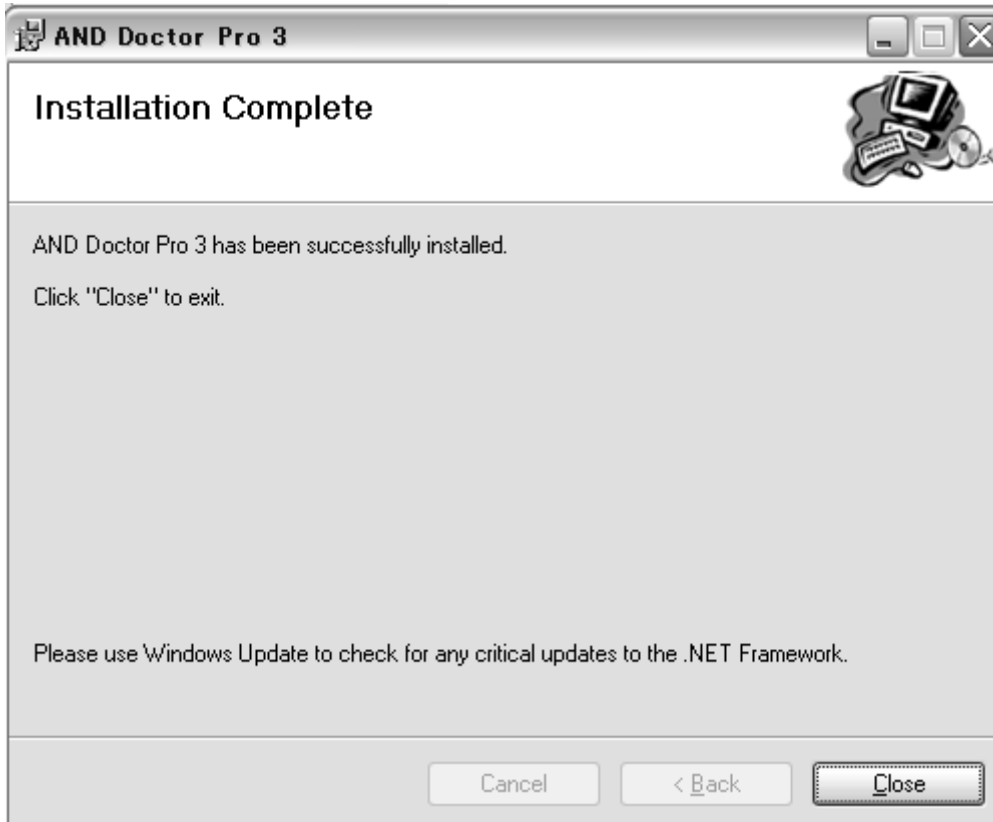 AND Doctor Pro 3
Installation Complete
AND Doctor Pro 3 has been successfully installed.
Click "Close" to exit.
Please use Windows Update to check for any critical updates to the .NET Framework.
Cancel
< Back
Close